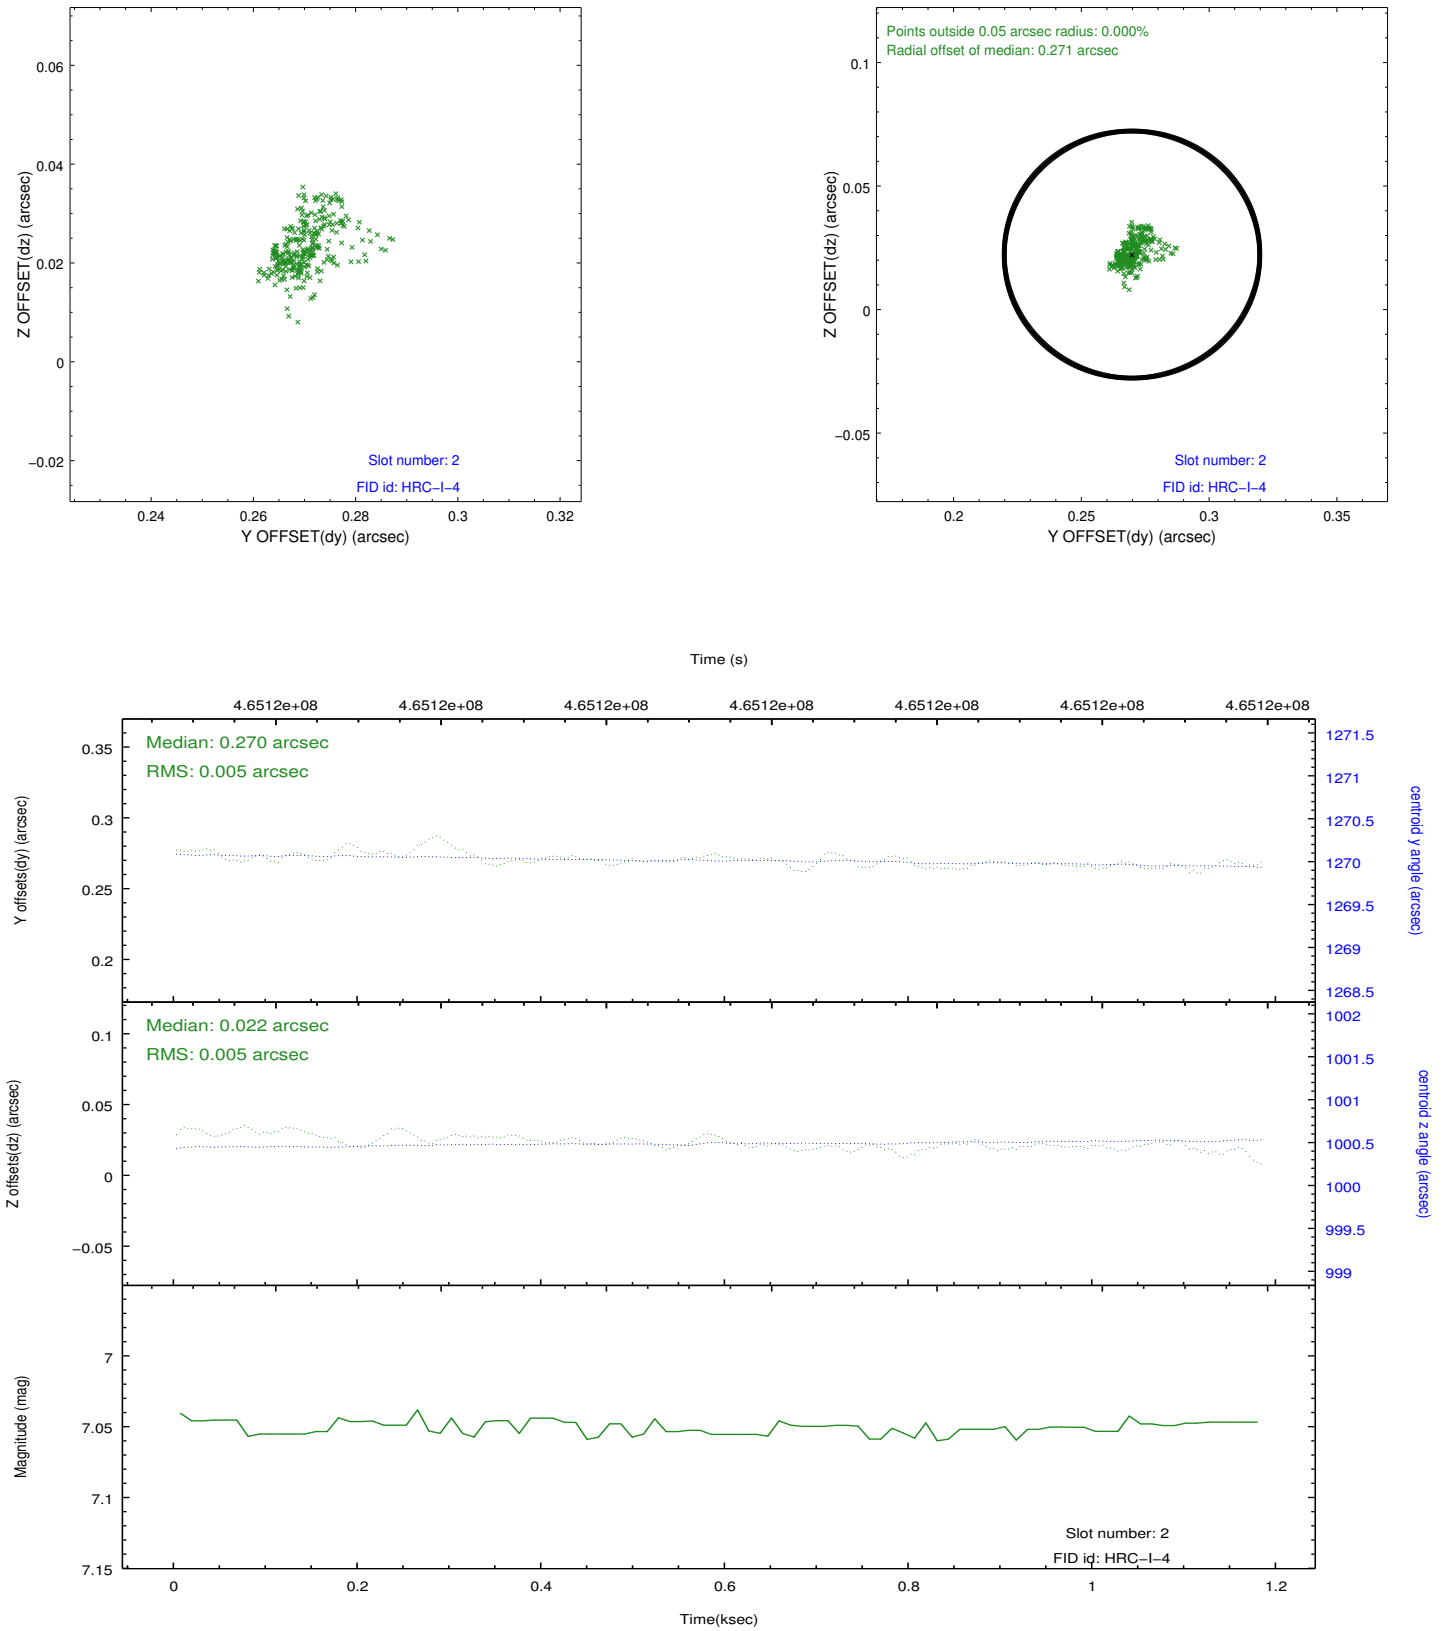 0.06
0.04
0.02
0
−0.02
Z OFFSET(dz) (arcsec)
Slot number: 2
FID id: HRC−I−4
0.24
0.26
0.28
0.3
0.32
Y OFFSET(dy) (arcsec)
Points outside 0.05 arcsec radius: 0.000%
Radial offset of median: 0.271 arcsec
0.1
0.05
0
−0.05
Z OFFSET(dz) (arcsec)
Slot number: 2
FID id: HRC−I−4
0.2
0.25
0.3
0.35
Y OFFSET(dy) (arcsec)
Time (s)
4.6512e+08
4.6512e+08
4.6512e+08
4.6512e+08
4.6512e+08
4.6512e+08
4.6512e+08
Median: 0.270 arcsec
RMS: 0.005 arcsec
0.35
0.3
0.25
0.2
Y offsets(dy) (arcsec)
1271.5
1271
1270.5
1270
1269.5
1269
1268.5
centroid y angle (arcsec)
Median: 0.022 arcsec
RMS: 0.005 arcsec
0.1
0.05
0
−0.05
Z offsets(dz) (arcsec)
1002
1001.5
1001
1000.5
1000
999.5
999
centroid z angle (arcsec)
7
7.05
7.1
7.15
Magnitude (mag)
Slot number: 2
FID id: HRC−I−4
0
0.2
0.4
0.6
0.8
1
1.2
Time(ksec)